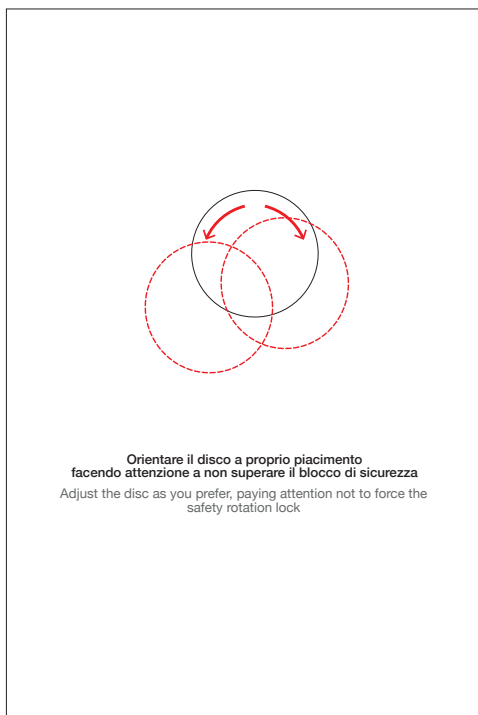 Orientare il disco a proprio piacimento
facendo attenzione a non superare il blocco di sicurezza
Adjust the disc as you prefer, paying attention not to force the
safety rotation lock